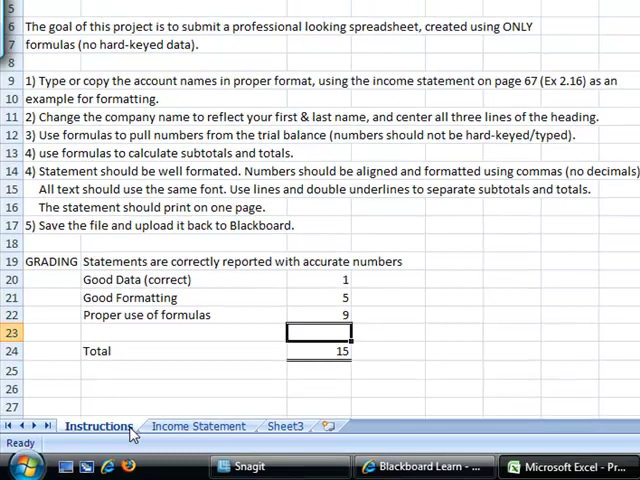 5
6 The goal of this project is to submit a professional looking spreadsheet, created using ONLY
7 formulas (no hard-keyed data).
8
9 1) Type or copy the account names in proper format, using the income statement on page 67 (Ex 2.16) as an
10 example for formatting.
11 2) Change the company name to reflect your first & last name, and center all three lines of the heading.
12 3) Use formulas to pull numbers from the trial balance (numbers should not be hard-keyed/typed).
13 4) use formulas to calculate subtotals and totals.
14 4) Statement should be well formated. Numbers should be aligned and formatted using commas (no decimals)
15 All text should use the same font. Use lines and double underlines to separate subtotals and totals.
16 The statement should print on one page.
17 5) Save the file and upload it back to Blackboard.
18
19 GRADING Statements are correctly reported with accurate numbers
20 Good Data (correct) 1
21 Good Formatting 5
22 Proper use of formulas 9
23
24 Total 15
25
26
27
Instructions Income Statement Sheet3
Ready
Snagit Blackboard Learn - ... Microsoft Excel - Pr...